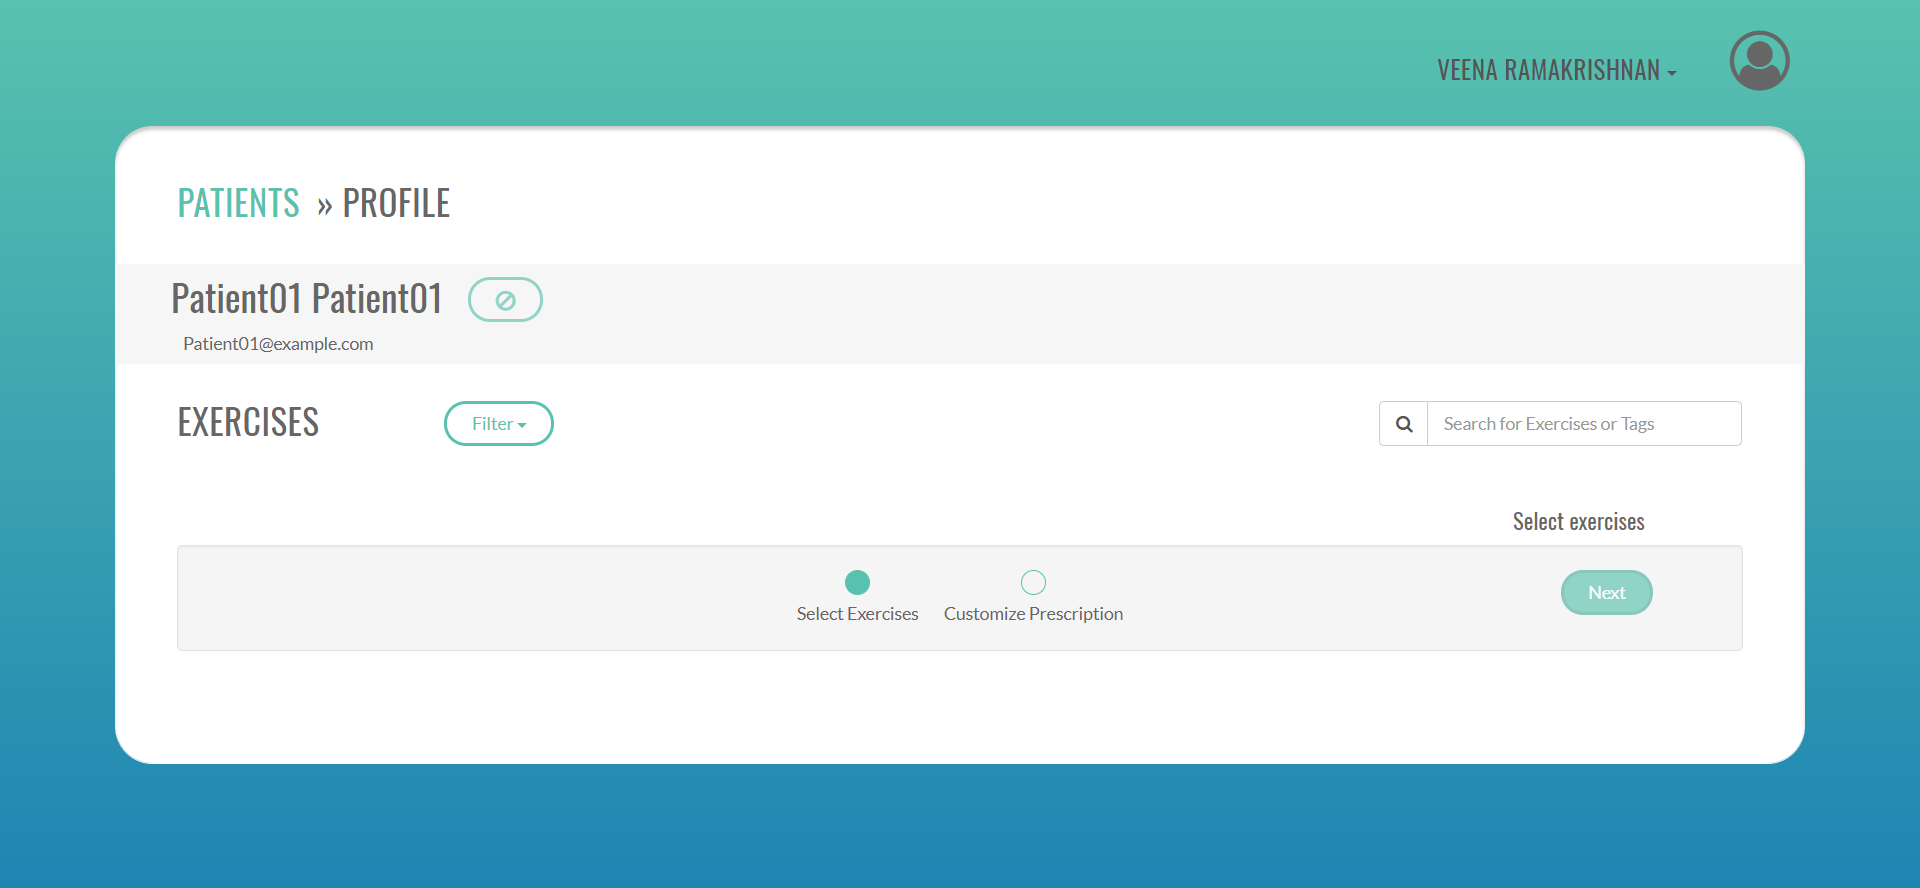 VEENA RAMAKRISHNAN
PATIENTS » PROFILE
Patient01 Patient01
Patient01@example.com
EXERCISES
Filter
Search for Exercises or Tags
Select exercises
Select Exercises
Customize Prescription
Next